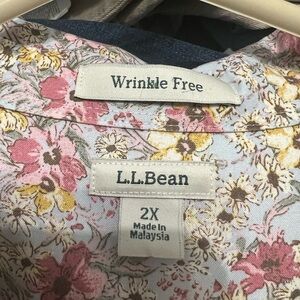 Wrinkle Free
L.L.Bean
2X
Made in
Malaysia